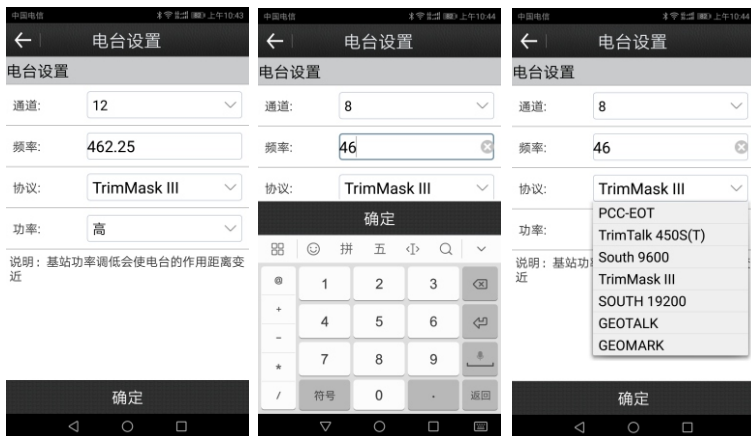 中国电信
上午10:43
电台设置
电台设置
通道:
12
频率:
462.25
协议:
TrimMask III
功率:
高
说明：基站功率调低会使电台的作用距离变
近
确定
中国电信
上午10:44
电台设置
电台设置
通道:
8
频率:
46
协议:
TrimMask III
确定
拼
五
@
1
2
3
+
4
5
6
-
7
8
9
*
/
符号
0
.
返回
中国电信
上午10:44
电台设置
电台设置
通道:
8
频率:
46
协议:
TrimMask III
功率:
PCC-EOT
TrimTalk 450S(T)
South 9600
TrimMask III
SOUTH 19200
GEOTALK
GEOMARK
说明：基站功
近
确定